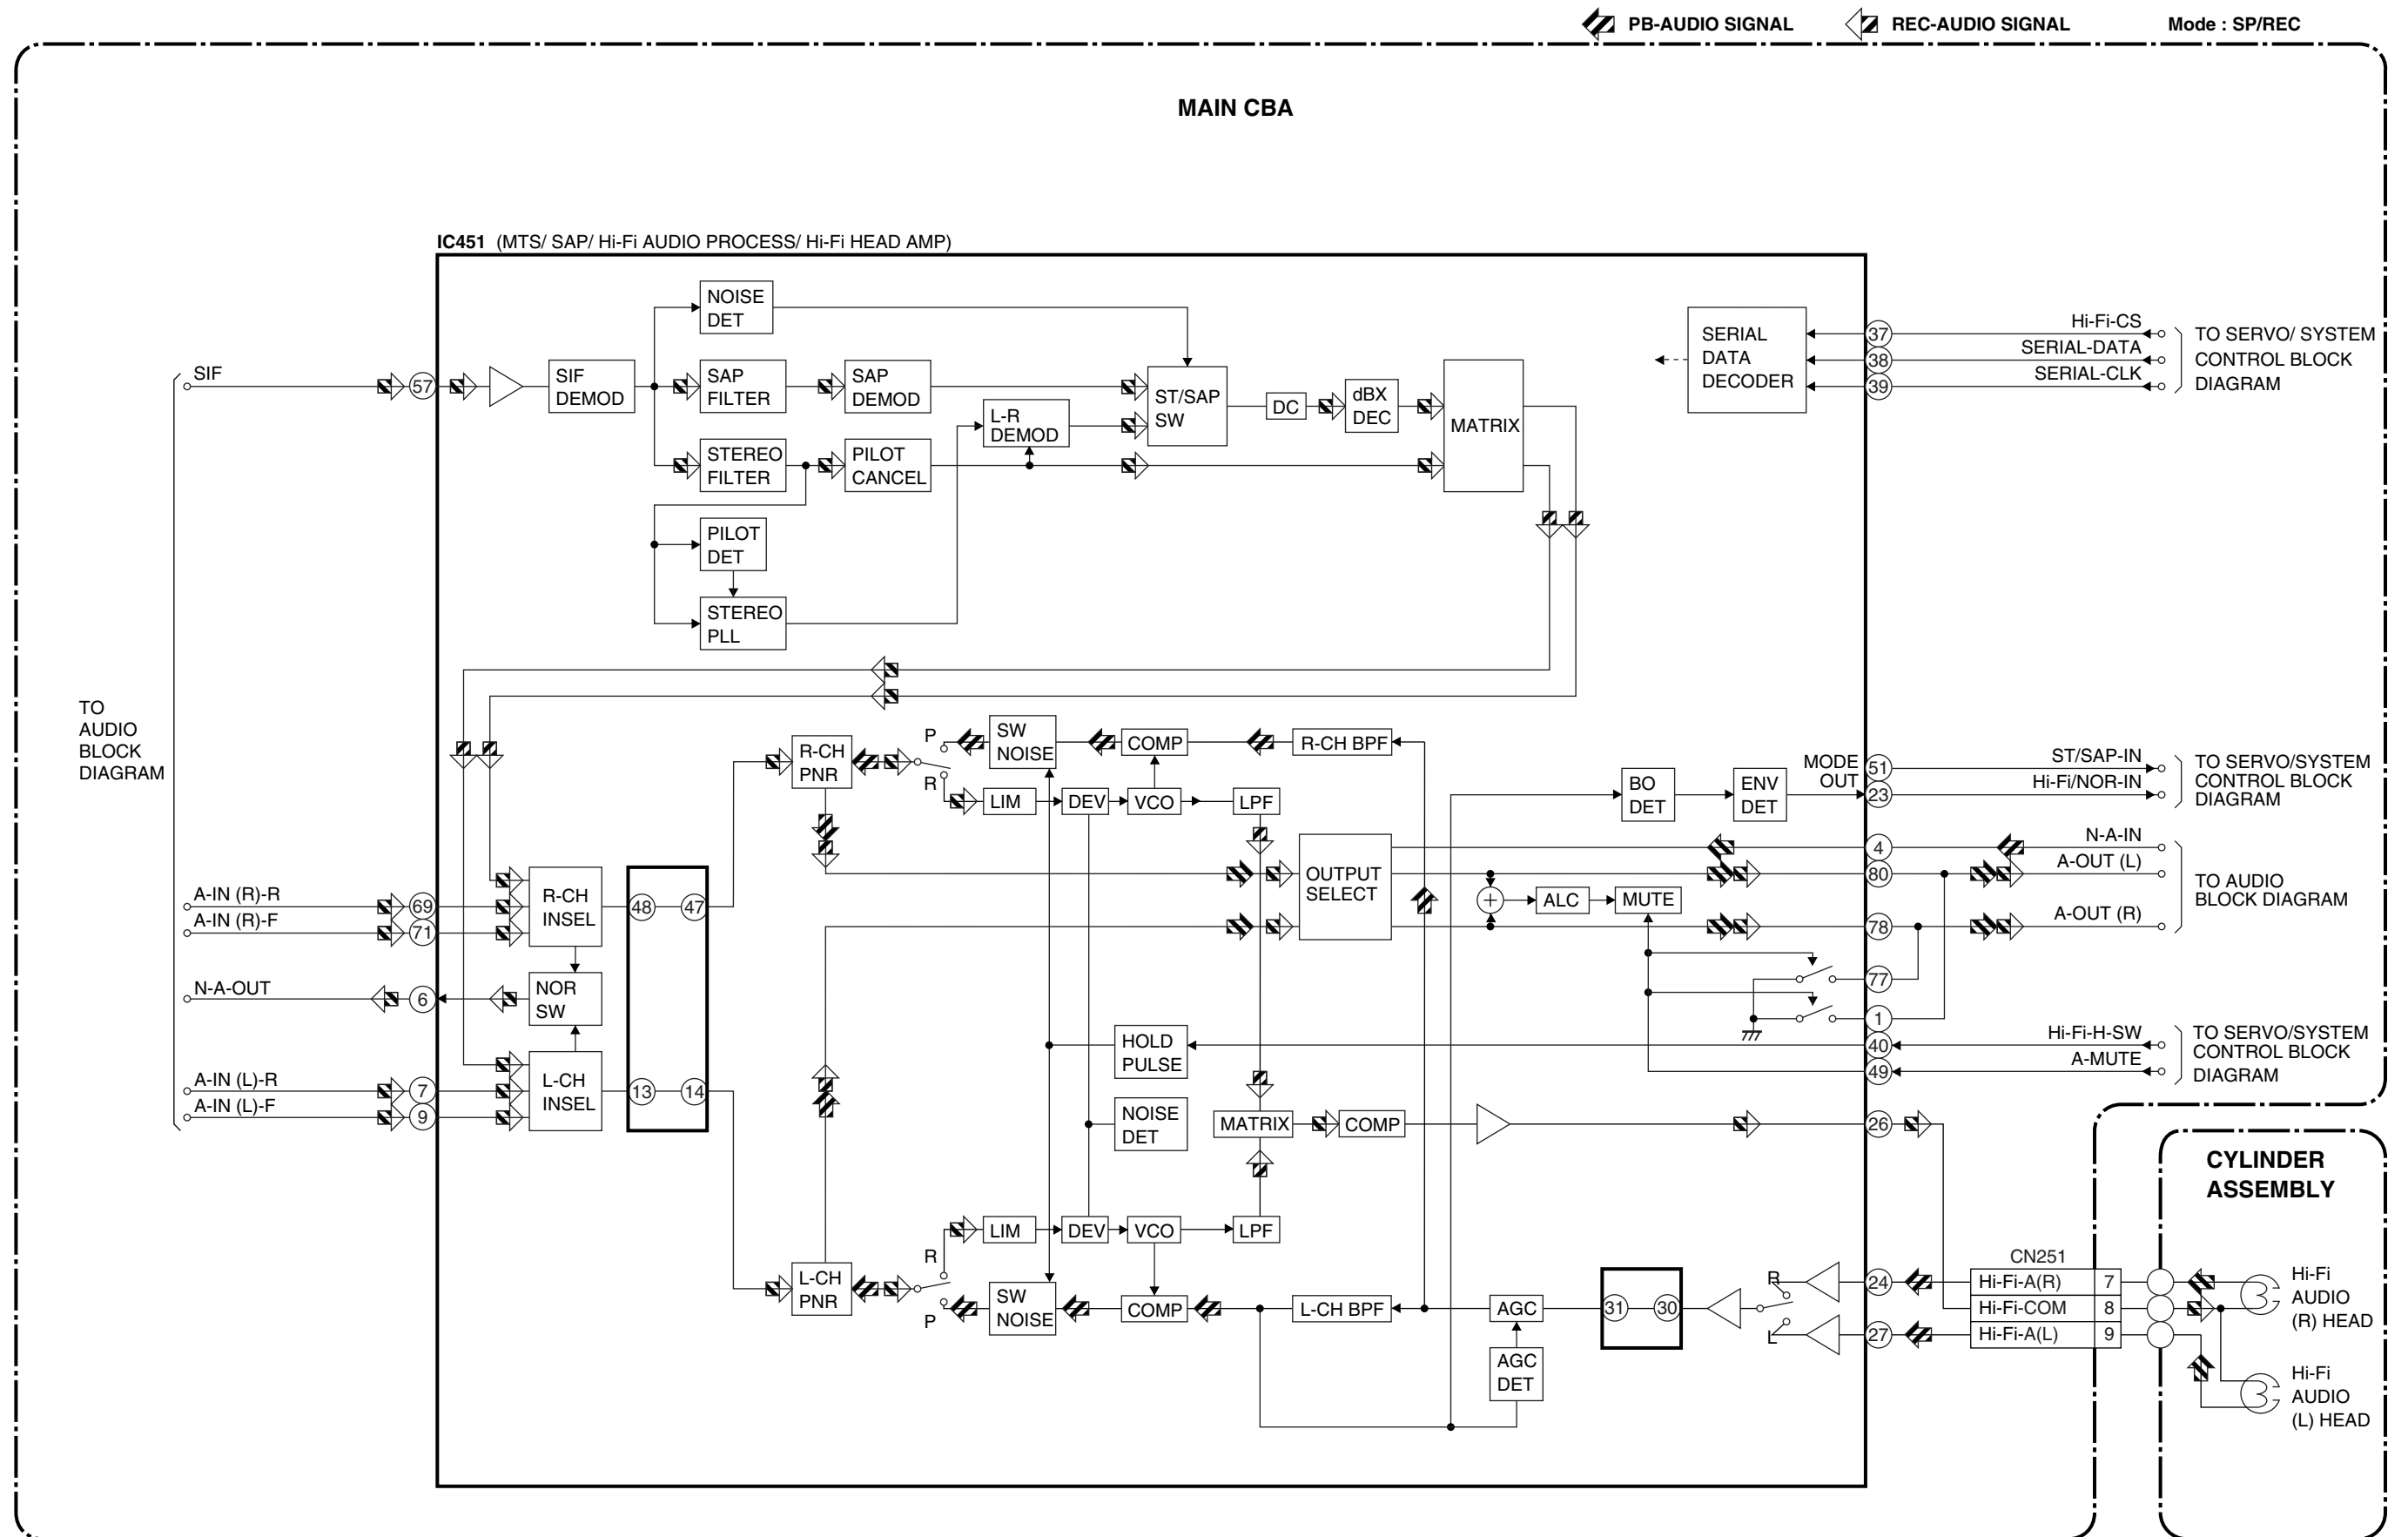 PB-AUDIO SIGNAL REC-AUDIO SIGNAL Mode : SP/REC
MAIN CBA
IC451 (MTS/ SAP/ Hi-Fi AUDIO PROCESS/ Hi-Fi HEAD AMP)
TO
AUDIO
BLOCK
DIAGRAM
SIF
57
SIF
DEMOD
NOISE
DET
SAP
FILTER
SAP
DEMOD
STEREO
FILTER
PILOT
CANCEL
L-R
DEMOD
ST/SAP
SW
DC
dBX
DEC
MATRIX
PILOT
DET
STEREO
PLL
SERIAL
DATA
DECODER
37
38
39
Hi-Fi-CS
SERIAL-DATA
SERIAL-CLK
TO SERVO/ SYSTEM
CONTROL BLOCK
DIAGRAM
A-IN (R)-R
69
A-IN (R)-F
71
N-A-OUT
6
A-IN (L)-R
7
A-IN (L)-F
9
R-CH
INSEL
NOR
SW
L-CH
INSEL
48
47
13
14
R-CH
PNR
P
R
SW
NOISE
COMP
R-CH BPF
LIM
DEV
VCO
LPF
OUTPUT
SELECT
ALC
MUTE
BO
DET
ENV
DET
MODE
OUT
51
23
ST/SAP-IN
Hi-Fi/NOR-IN
TO SERVO/SYSTEM
CONTROL BLOCK
DIAGRAM
4
80
78
77
1
40
49
N-A-IN
A-OUT (L)
A-OUT (R)
TO AUDIO
BLOCK DIAGRAM
Hi-Fi-H-SW
A-MUTE
TO SERVO/SYSTEM
CONTROL BLOCK
DIAGRAM
HOLD
PULSE
NOISE
DET
MATRIX
COMP
26
L-CH
PNR
R
P
LIM
DEV
VCO
LPF
SW
NOISE
COMP
L-CH BPF
AGC
AGC
DET
31
30
R
L
24
27
CN251
Hi-Fi-A(R) 7
Hi-Fi-COM 8
Hi-Fi-A(L) 9
CYLINDER
ASSEMBLY
Hi-Fi
AUDIO
(R) HEAD
Hi-Fi
AUDIO
(L) HEAD